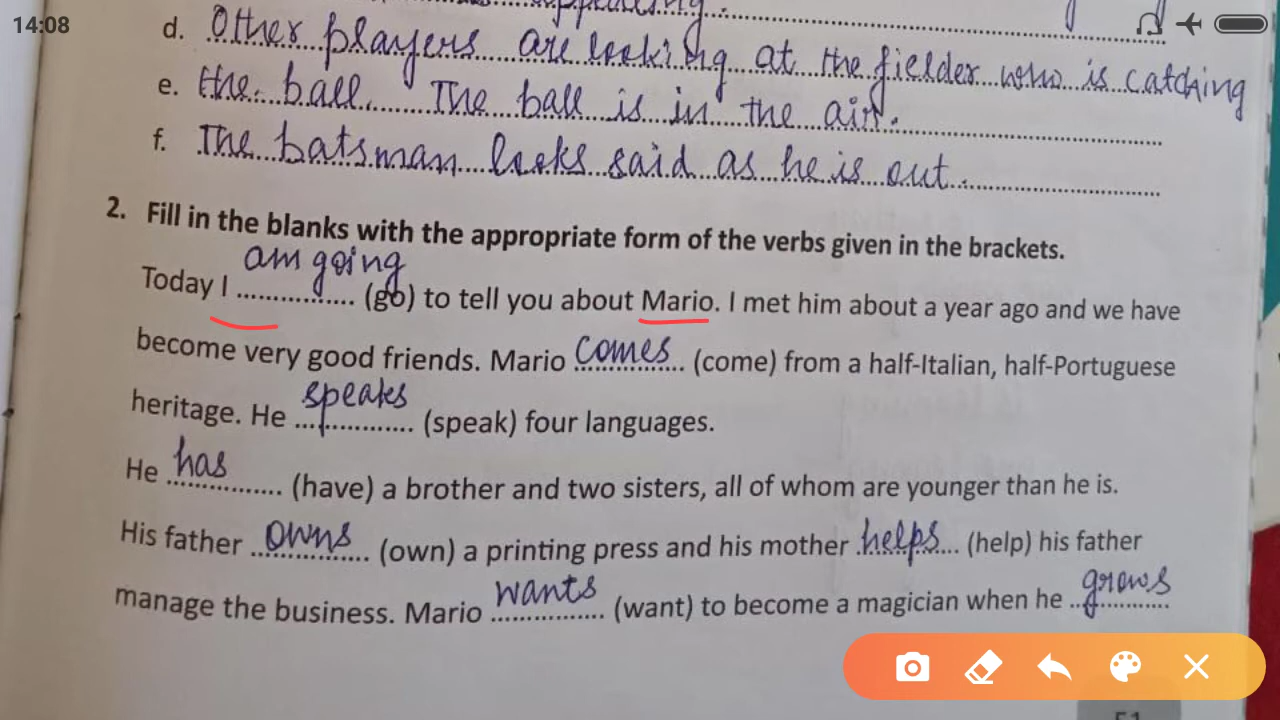 14:08
appealing.
d. Other players are looking at the fielder who is catching
e. the ball. The ball is in the air.
f. The batsman looks said as he is out.
2. Fill in the blanks with the appropriate form of the verbs given in the brackets.
Today I am going (go) to tell you about Mario. I met him about a year ago and we have
become very good friends. Mario comes (come) from a half-Italian, half-Portuguese
heritage. He speaks (speak) four languages.
He has (have) a brother and two sisters, all of whom are younger than he is.
His father owns (own) a printing press and his mother helps (help) his father
manage the business. Mario wants (want) to become a magician when he grows